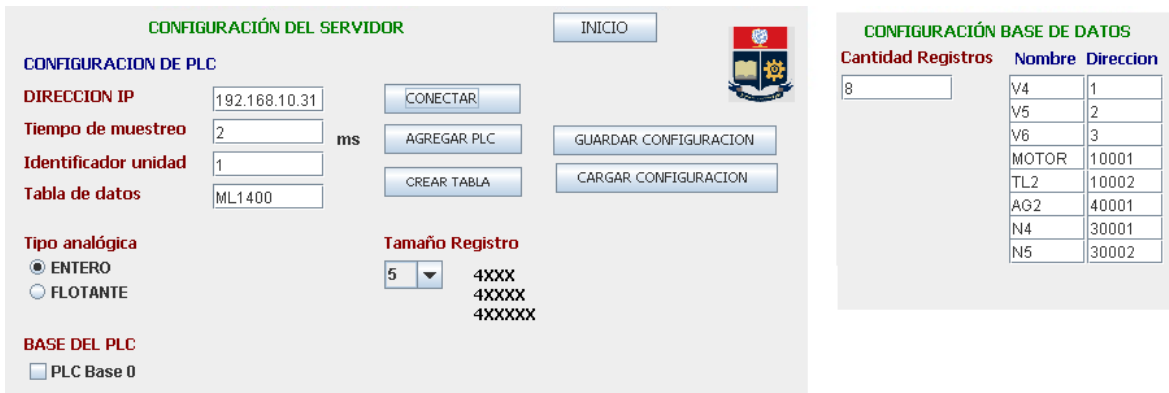 CONFIGURACIÓN DEL SERVIDOR
INICIO
CONFIGURACION DE PLC
DIRECCION IP 192.168.10.31 CONECTAR
Tiempo de muestreo 2 ms AGREGAR PLC GUARDAR CONFIGURACION
Identificador unidad 1
Tabla de datos ML1400 CREAR TABLA CARGAR CONFIGURACION
Tipo analógica
ENTERO
FLOTANTE
Tamaño Registro
5
4XXX
4XXXX
4XXXXX
BASE DEL PLC
PLC Base 0
CONFIGURACIÓN BASE DE DATOS
Cantidad Registros Nombre Direccion
8 V4 1
V5 2
V6 3
MOTOR 10001
TL2 10002
AG2 40001
N4 30001
N5 30002